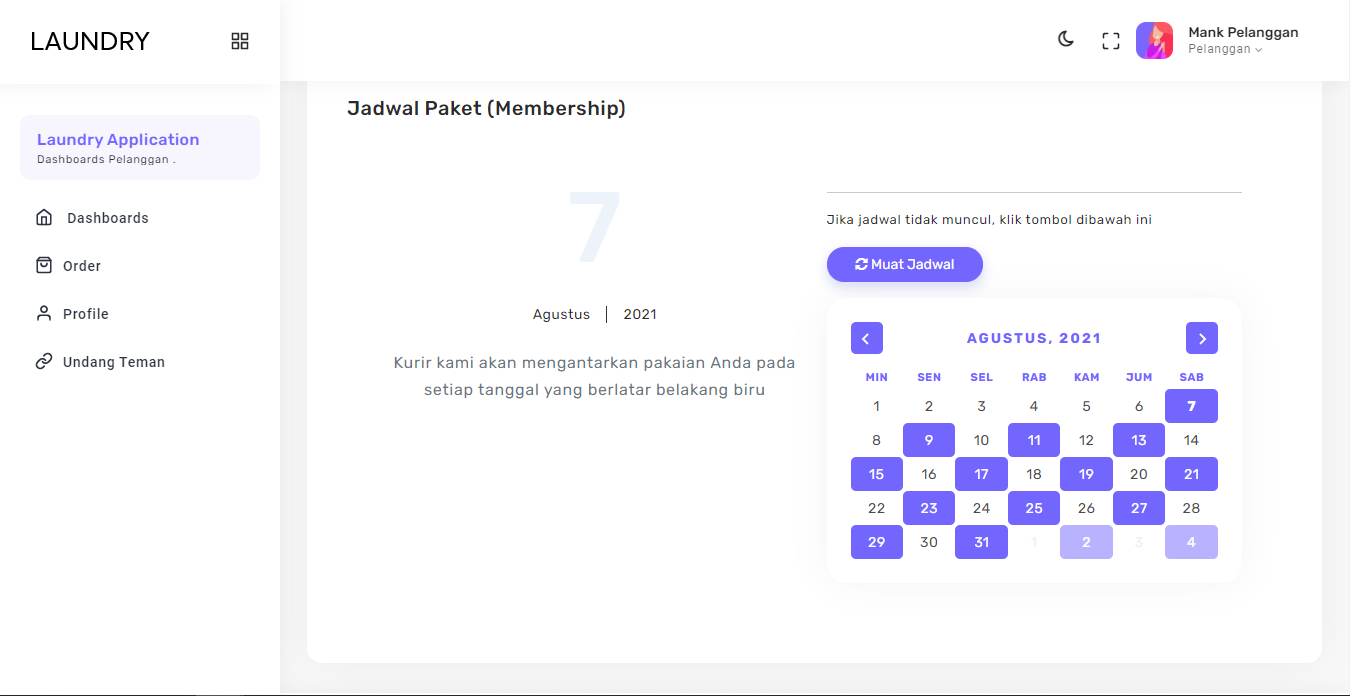 LAUNDRY
Mank Pelanggan
Pelanggan
Laundry Application
Dashboards Pelanggan .
Dashboards
Order
Profile
Undang Teman
Jadwal Paket (Membership)
7
Agustus | 2021
Kurir kami akan mengantarkan pakaian Anda pada
setiap tanggal yang berlatar belakang biru
Jika jadwal tidak muncul, klik tombol dibawah ini
Muat Jadwal
AGUSTUS, 2021
MIN SEN SEL RAB KAM JUM SAB
1 2 3 4 5 6 7
8 9 10 11 12 13 14
15 16 17 18 19 20 21
22 23 24 25 26 27 28
29 30 31 1 2 3 4